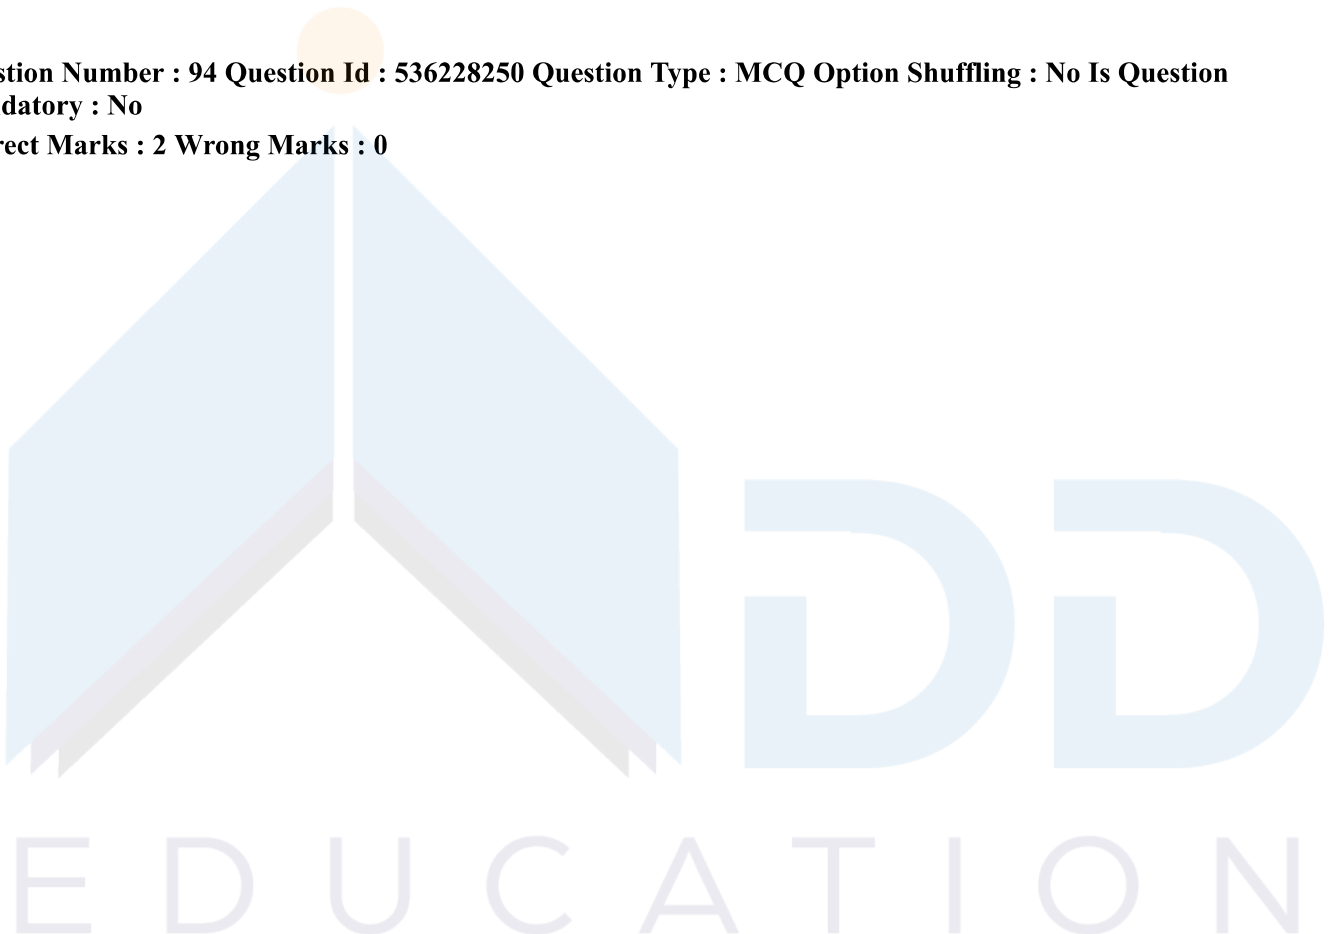 stion Number : 94 Question Id : 536228250 Question Type : MCQ Option Shuffling : No Is Question
datory : No
rect Marks : 2 Wrong Marks : 0
DD
EDUCATION